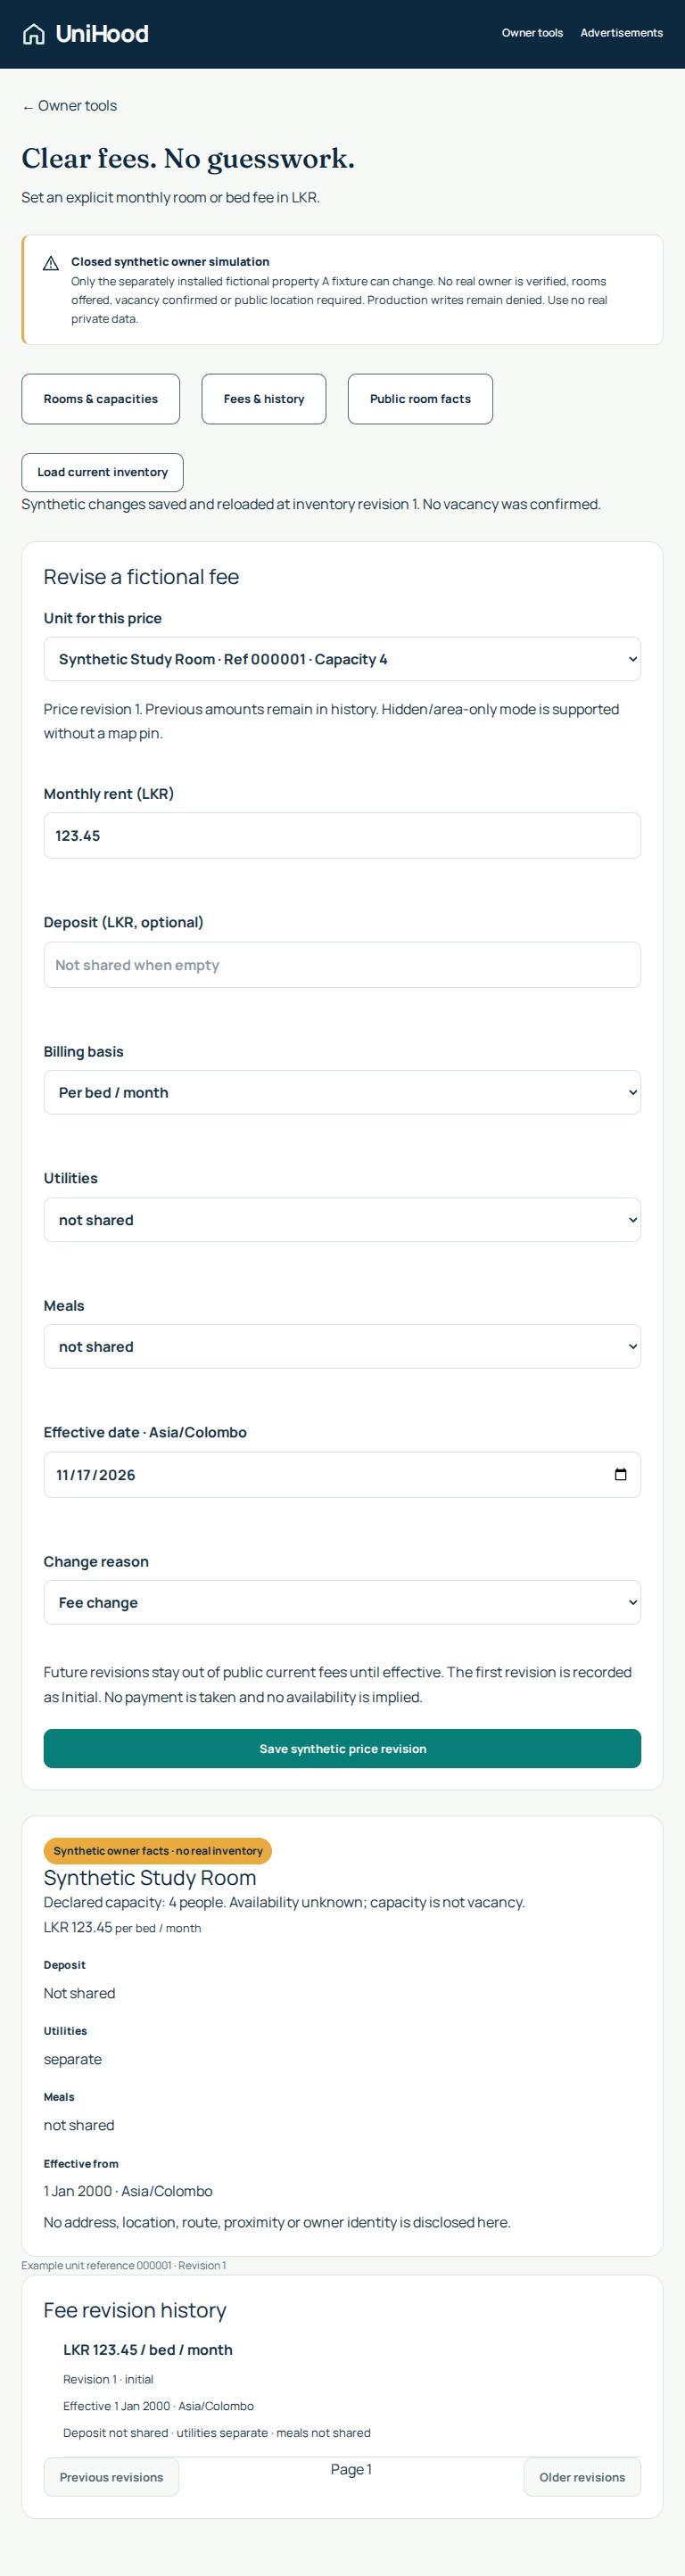 UniHood
Owner tools
Advertisements
← Owner tools
Clear fees. No guesswork.
Set an explicit monthly room or bed fee in LKR.
Closed synthetic owner simulation
Only the separately installed fictional property A fixture can change. No real owner is verified, rooms
offered, vacancy confirmed or public location required. Production writes remain denied. Use no real
private data.
Rooms & capacities
Fees & history
Public room facts
Load current inventory
Synthetic changes saved and reloaded at inventory revision 1. No vacancy was confirmed.
Revise a fictional fee
Unit for this price
Synthetic Study Room · Ref 000001 · Capacity 4
Price revision 1. Previous amounts remain in history. Hidden/area-only mode is supported
without a map pin.
Monthly rent (LKR)
123.45
Deposit (LKR, optional)
Not shared when empty
Billing basis
Per bed / month
Utilities
not shared
Meals
not shared
Effective date · Asia/Colombo
11/17/2026
Change reason
Fee change
Future revisions stay out of public current fees until effective. The first revision is recorded
as Initial. No payment is taken and no availability is implied.
Save synthetic price revision
Synthetic owner facts · no real inventory
Synthetic Study Room
Declared capacity: 4 people. Availability unknown; capacity is not vacancy.
LKR 123.45 per bed / month
Deposit
Not shared
Utilities
separate
Meals
not shared
Effective from
1 Jan 2000 · Asia/Colombo
No address, location, route, proximity or owner identity is disclosed here.
Example unit reference 000001 · Revision 1
Fee revision history
LKR 123.45 / bed / month
Revision 1 · initial
Effective 1 Jan 2000 · Asia/Colombo
Deposit not shared · utilities separate · meals not shared
Previous revisions
Page 1
Older revisions